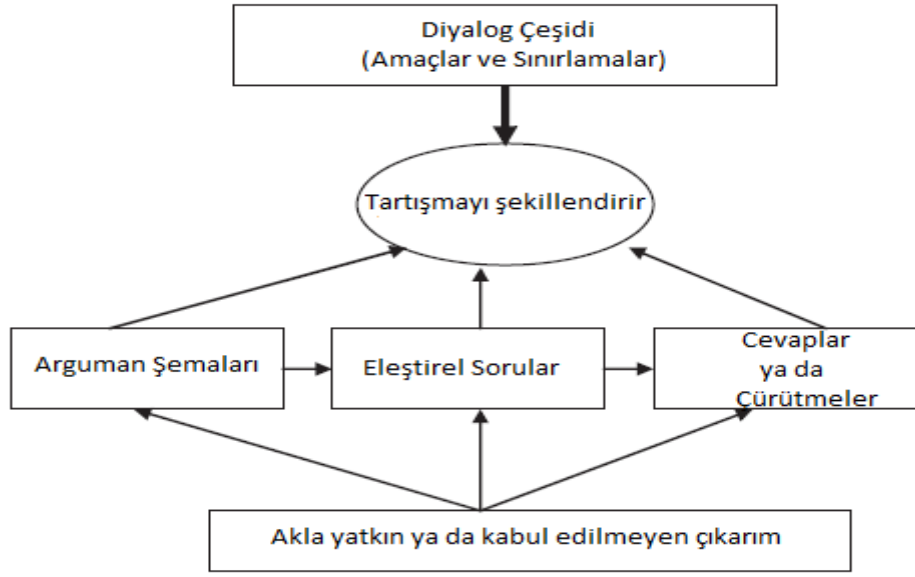 Diyalog Çeşidi
(Amaçlar ve Sınırlamalar)
Tartışmayı şekillendirir
Arguman Şemaları
Eleştirel Sorular
Cevaplar
ya da
Çürütmeler
Akla yatkın ya da kabul edilmeyen çıkarım